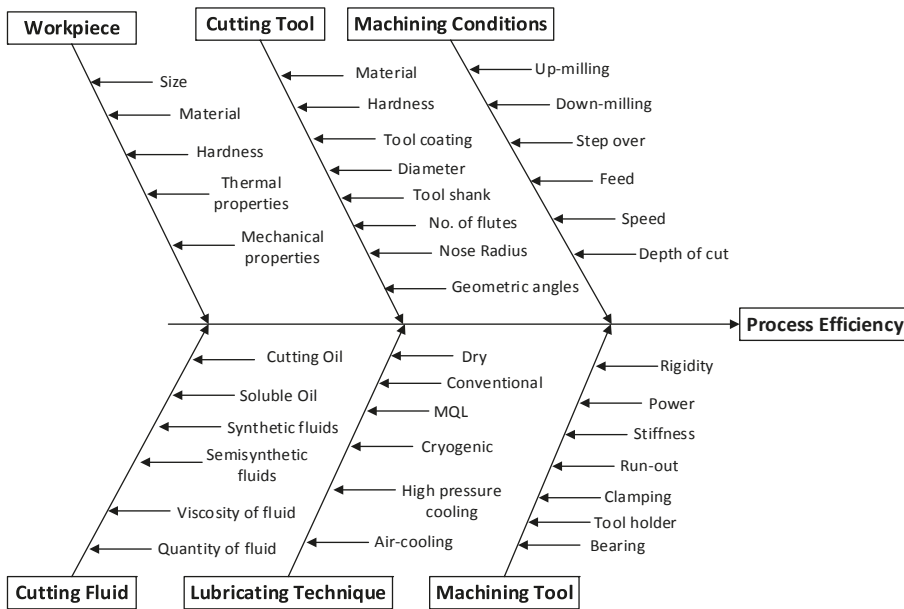 Workpiece
Size
Material
Hardness
Thermal
properties
Mechanical
properties
Cutting Tool
Material
Hardness
Tool coating
Diameter
Tool shank
No. of flutes
Nose Radius
Geometric angles
Machining Conditions
Up-milling
Down-milling
Step over
Feed
Speed
Depth of cut
Process Efficiency
Cutting Oil
Soluble Oil
Synthetic fluids
Semisynthetic
fluids
Viscosity of fluid
Quantity of fluid
Cutting Fluid
Dry
Conventional
MQL
Cryogenic
High pressure
cooling
Air-cooling
Lubricating Technique
Rigidity
Power
Stiffness
Run-out
Clamping
Tool holder
Bearing
Machining Tool